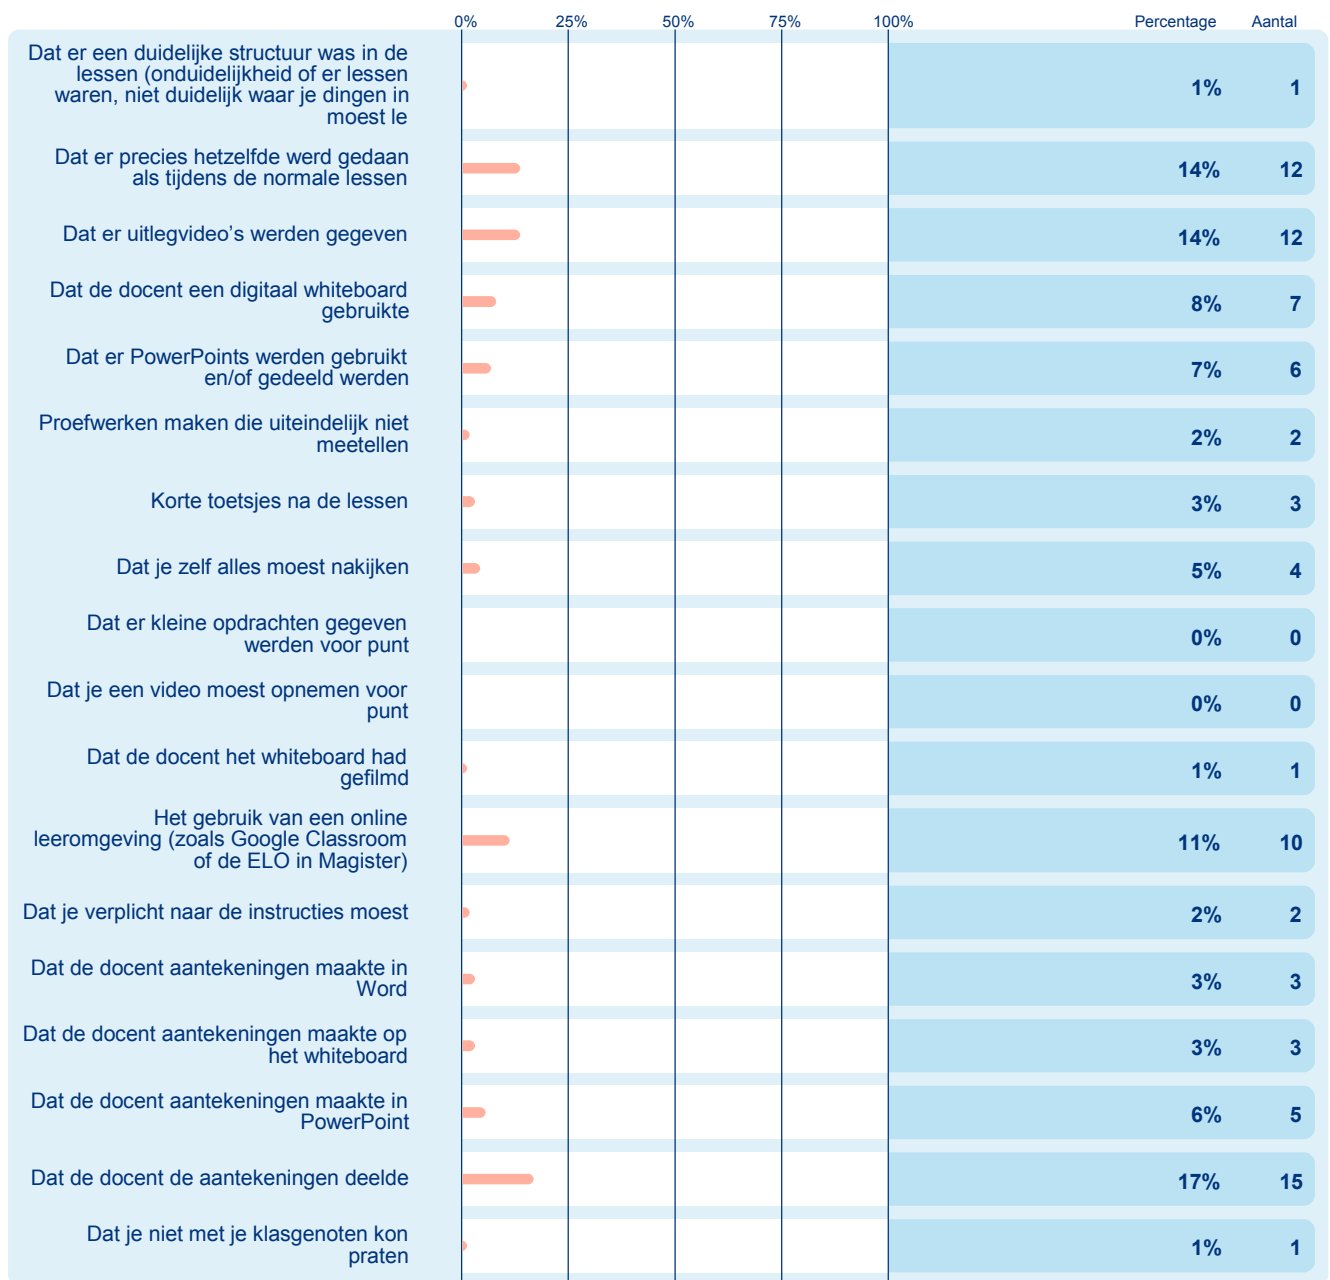 0% 25% 50% 75% 100% Percentage Aantal
Dat er een duidelijke structuur was in de
lessen (onduidelijkheid of er lessen
waren, niet duidelijk waar je dingen in
moest le
1% 1
Dat er precies hetzelfde werd gedaan
als tijdens de normale lessen
14% 12
Dat er uitlegvideo’s werden gegeven
14% 12
Dat de docent een digitaal whiteboard
gebruikte
8% 7
Dat er PowerPoints werden gebruikt
en/of gedeeld werden
7% 6
Proefwerken maken die uiteindelijk niet
meetellen
2% 2
Korte toetsjes na de lessen
3% 3
Dat je zelf alles moest nakijken
5% 4
Dat er kleine opdrachten gegeven
werden voor punt
0% 0
Dat je een video moest opnemen voor
punt
0% 0
Dat de docent het whiteboard had
gefilmd
1% 1
Het gebruik van een online
leeromgeving (zoals Google Classroom
of de ELO in Magister)
11% 10
Dat je verplicht naar de instructies moest
2% 2
Dat de docent aantekeningen maakte in
Word
3% 3
Dat de docent aantekeningen maakte op
het whiteboard
3% 3
Dat de docent aantekeningen maakte in
PowerPoint
6% 5
Dat de docent de aantekeningen deelde
17% 15
Dat je niet met je klasgenoten kon
praten
1% 1